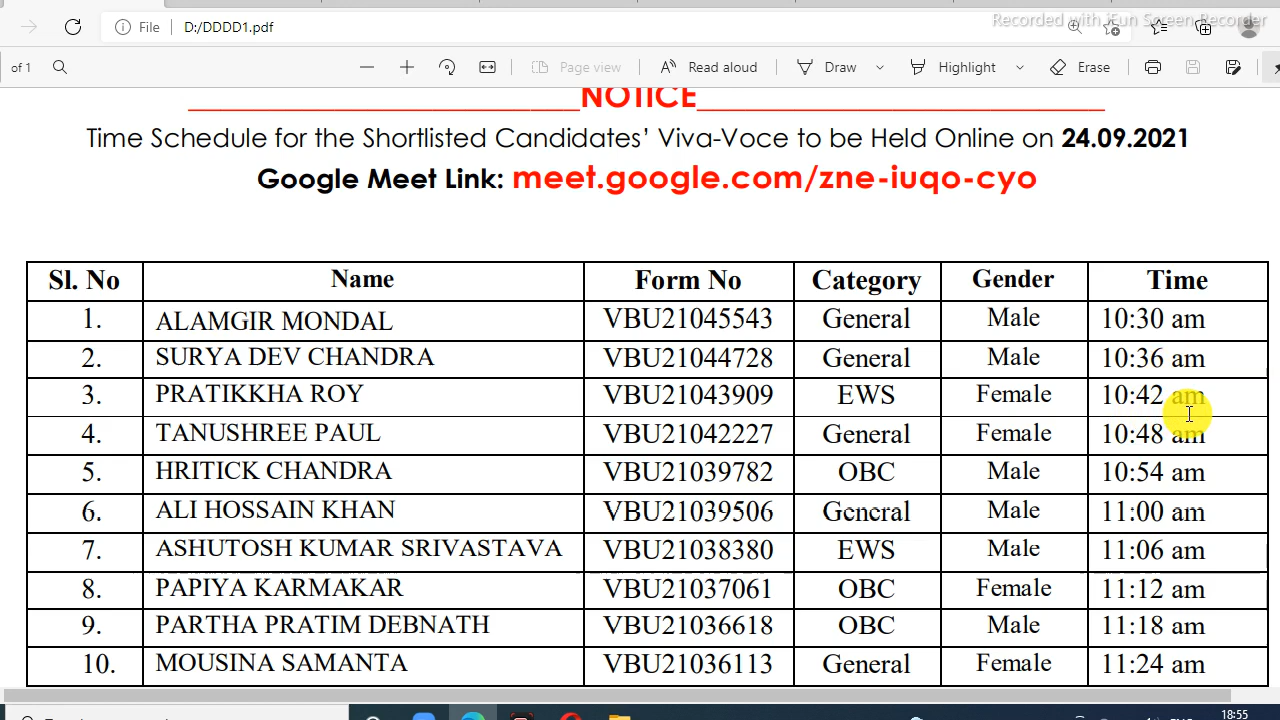 Recorded with iFun Screen Recorder
File D:/DDDD1.pdf
of 1 Page view Read aloud Draw Highlight Erase
NOTICE
Time Schedule for the Shortlisted Candidates’ Viva-Voce to be Held Online on 24.09.2021
Google Meet Link: meet.google.com/zne-iuqo-cyo
Sl. No Name Form No Category Gender Time
1. ALAMGIR MONDAL VBU21045543 General Male 10:30 am
2. SURYA DEV CHANDRA VBU21044728 General Male 10:36 am
3. PRATIKKHA ROY VBU21043909 EWS Female 10:42 am
4. TANUSHREE PAUL VBU21042227 General Female 10:48 am
5. HRITICK CHANDRA VBU21039782 OBC Male 10:54 am
6. ALI HOSSAIN KHAN VBU21039506 General Male 11:00 am
7. ASHUTOSH KUMAR SRIVASTAVA VBU21038380 EWS Male 11:06 am
8. PAPIYA KARMAKAR VBU21037061 OBC Female 11:12 am
9. PARTHA PRATIM DEBNATH VBU21036618 OBC Male 11:18 am
10. MOUSINA SAMANTA VBU21036113 General Female 11:24 am
18:55